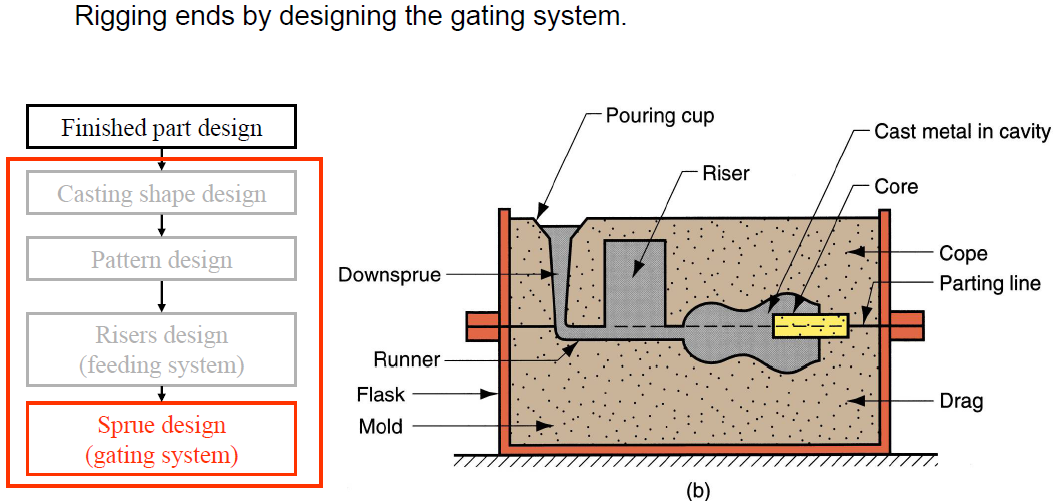 Rigging ends by designing the gating system.
Finished part design
Casting shape design
Pattern design
Risers design
(feeding system)
Sprue design
(gating system)
Pouring cup
Cast metal in cavity
Riser
Core
Cope
Downsprue
Parting line
Runner
Flask
Drag
Mold
(b)